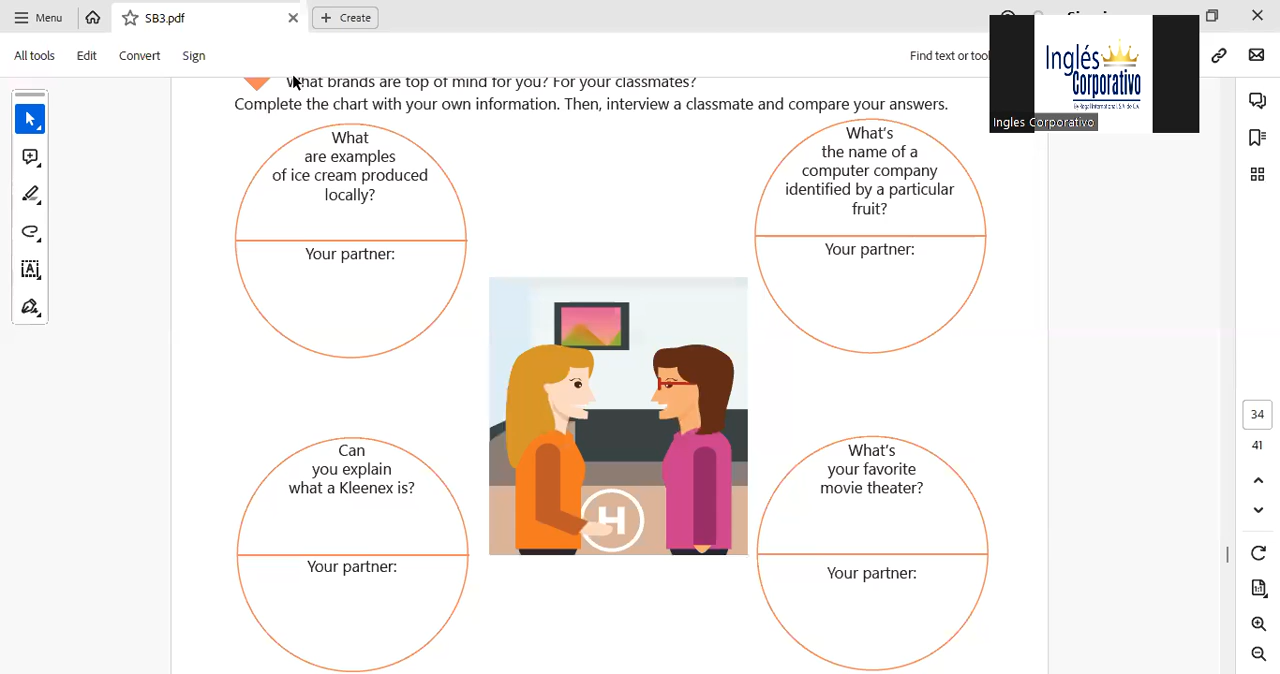 Menu
SB3.pdf
Create
All tools
Edit
Convert
Sign
Find text or tool
Inglés
Corporativo
Ingles Corporativo
What brands are top of mind for you? For your classmates?
Complete the chart with your own information. Then, interview a classmate and compare your answers.
What
are examples
of ice cream produced
locally?
Your partner:
What's
the name of a
computer company
identified by a particular
fruit?
Your partner:
H
Can
you explain
what a Kleenex is?
Your partner:
What's
your favorite
movie theater?
Your partner:
34
41